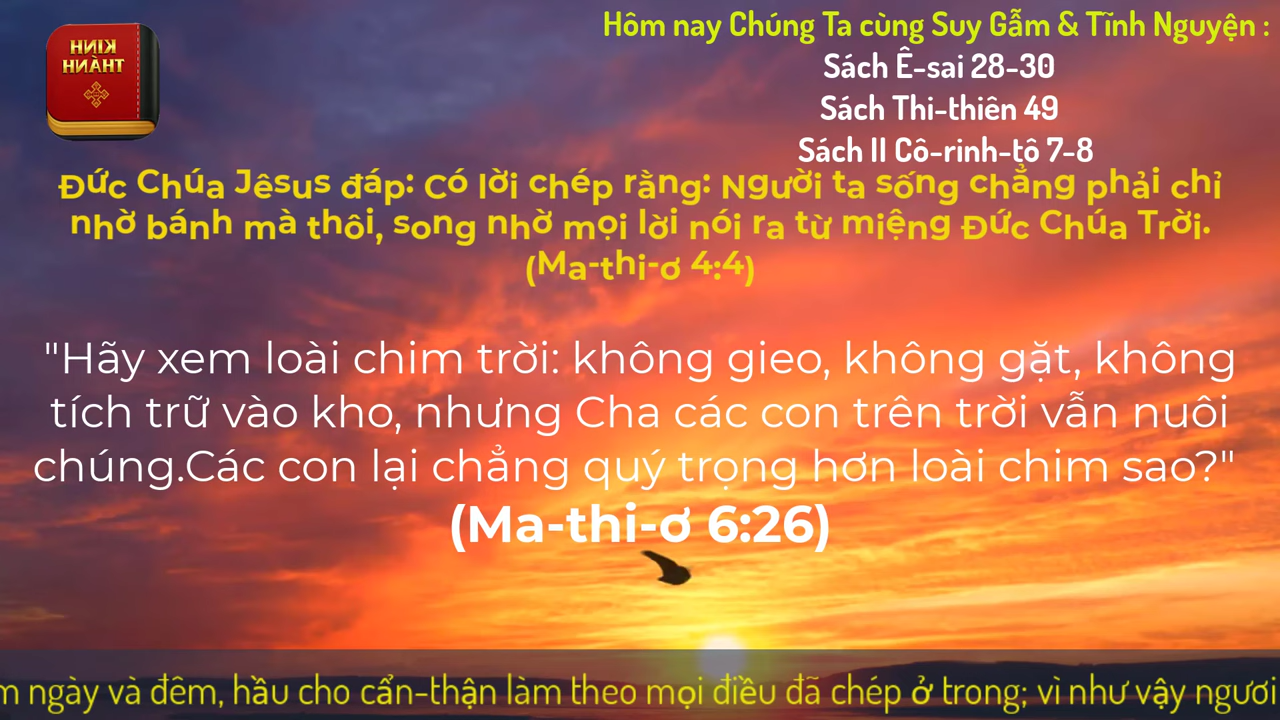 KINH
THÁNH
Hôm nay Chúng Ta cùng Suy Gẫm & Tĩnh Nguyện :
Sách Ê-sai 28-30
Sách Thi-thiên 49
Sách II Cô-rinh-tô 7-8
Đức Chúa Jêsus đáp: Có lời chép rằng: Người ta sống chẳng phải chỉ
nhờ bánh mà thôi, song nhờ mọi lời nói ra từ miệng Đức Chúa Trời.
(Ma-thi-ơ 4:4)
"Hãy xem loài chim trời: không gieo, không gặt, không
tích trữ vào kho, nhưng Cha các con trên trời vẫn nuôi
chúng.Các con lại chẳng quý trọng hơn loài chim sao?"
(Ma-thi-ơ 6:26)
m ngày và đêm, hầu cho cẩn-thận làm theo mọi điều đã chép ở trong; vì như vậy ngươi